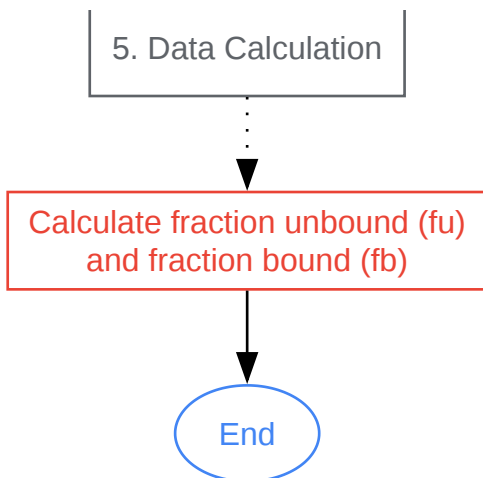 5. Data Calculation
Calculate fraction unbound (fu)
and fraction bound (fb)
End